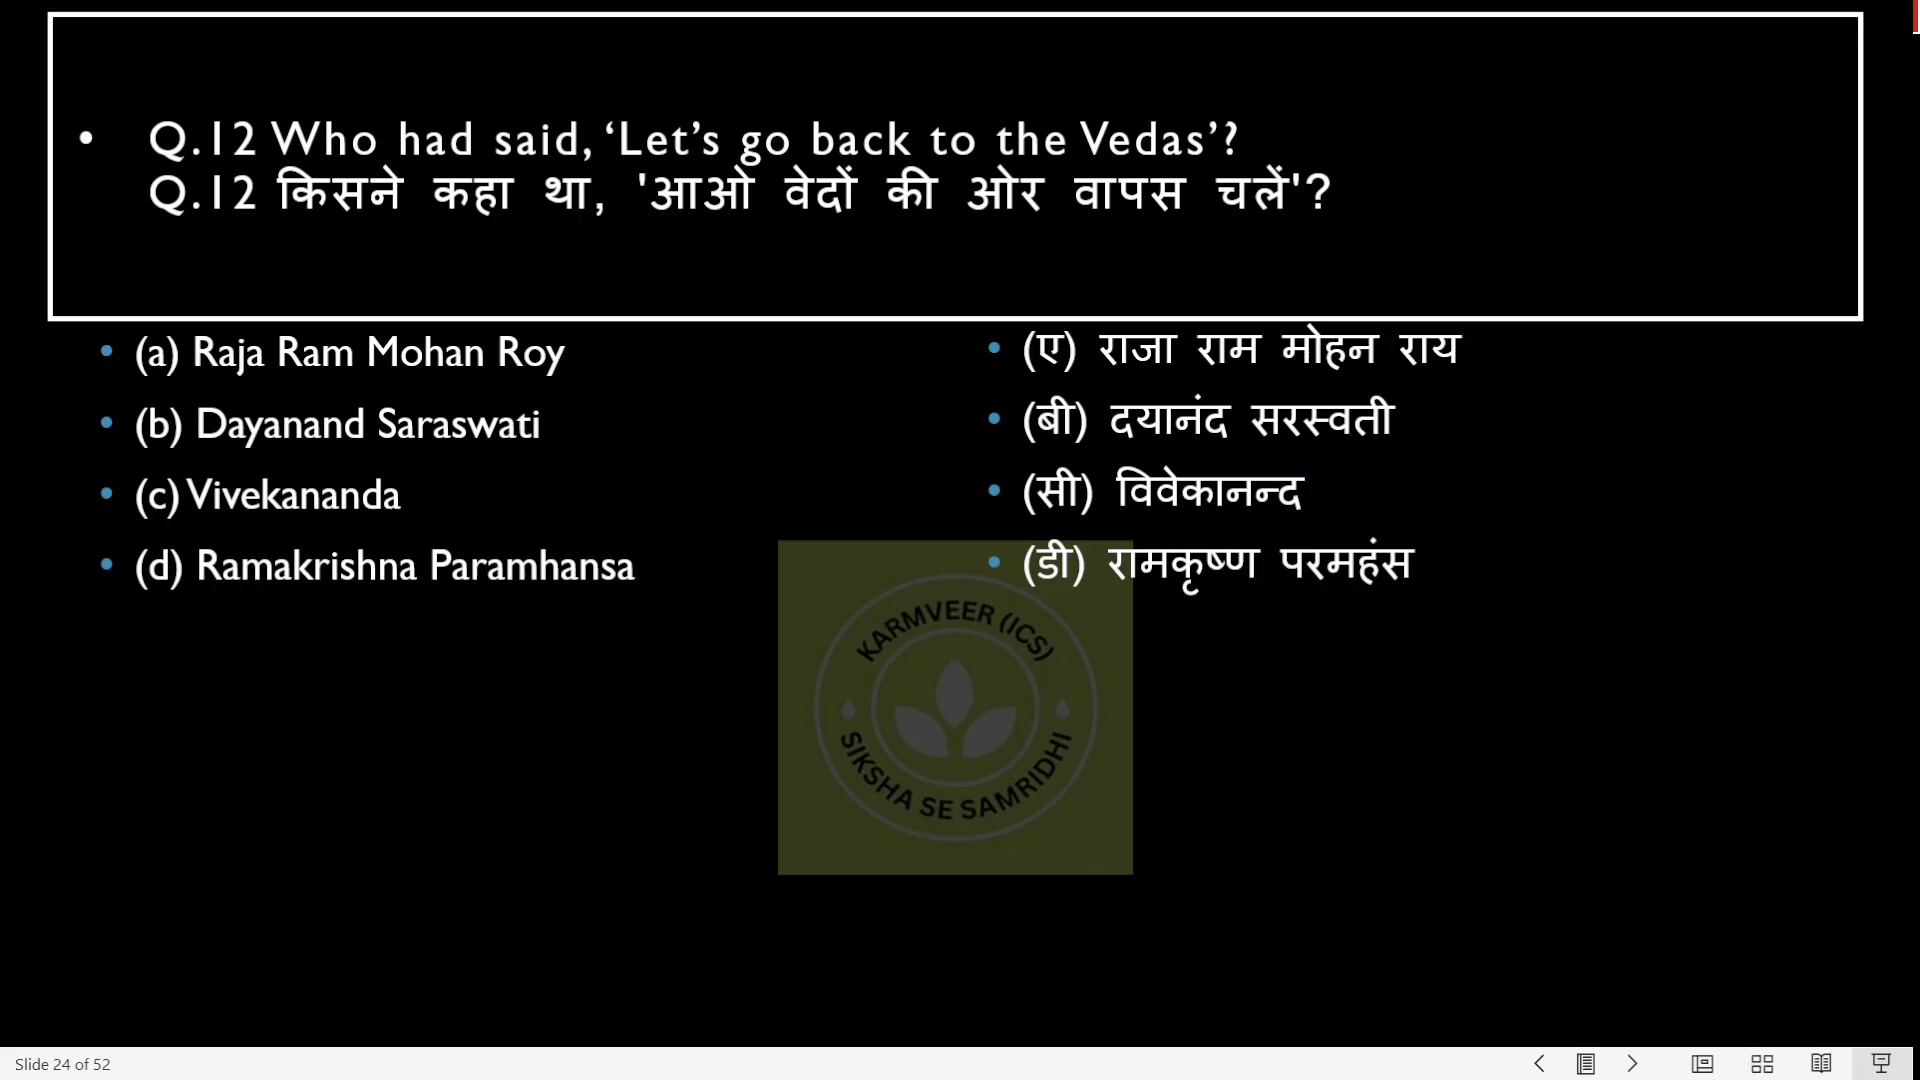 • Q.12 Who had said, ‘Let’s go back to the Vedas’?
Q.12 किसने कहा था, 'आओ वेदों की ओर वापस चलें'?
• (a) Raja Ram Mohan Roy
• (b) Dayanand Saraswati
• (c) Vivekananda
• (d) Ramakrishna Paramhansa
• (ए) राजा राम मोहन राय
• (बी) दयानंद सरस्वती
• (सी) विवेकानन्द
• (डी) रामकृष्ण परमहंस
KARMVEER (ICS)
SIKSHA SE SAMRIDHI
Slide 24 of 52